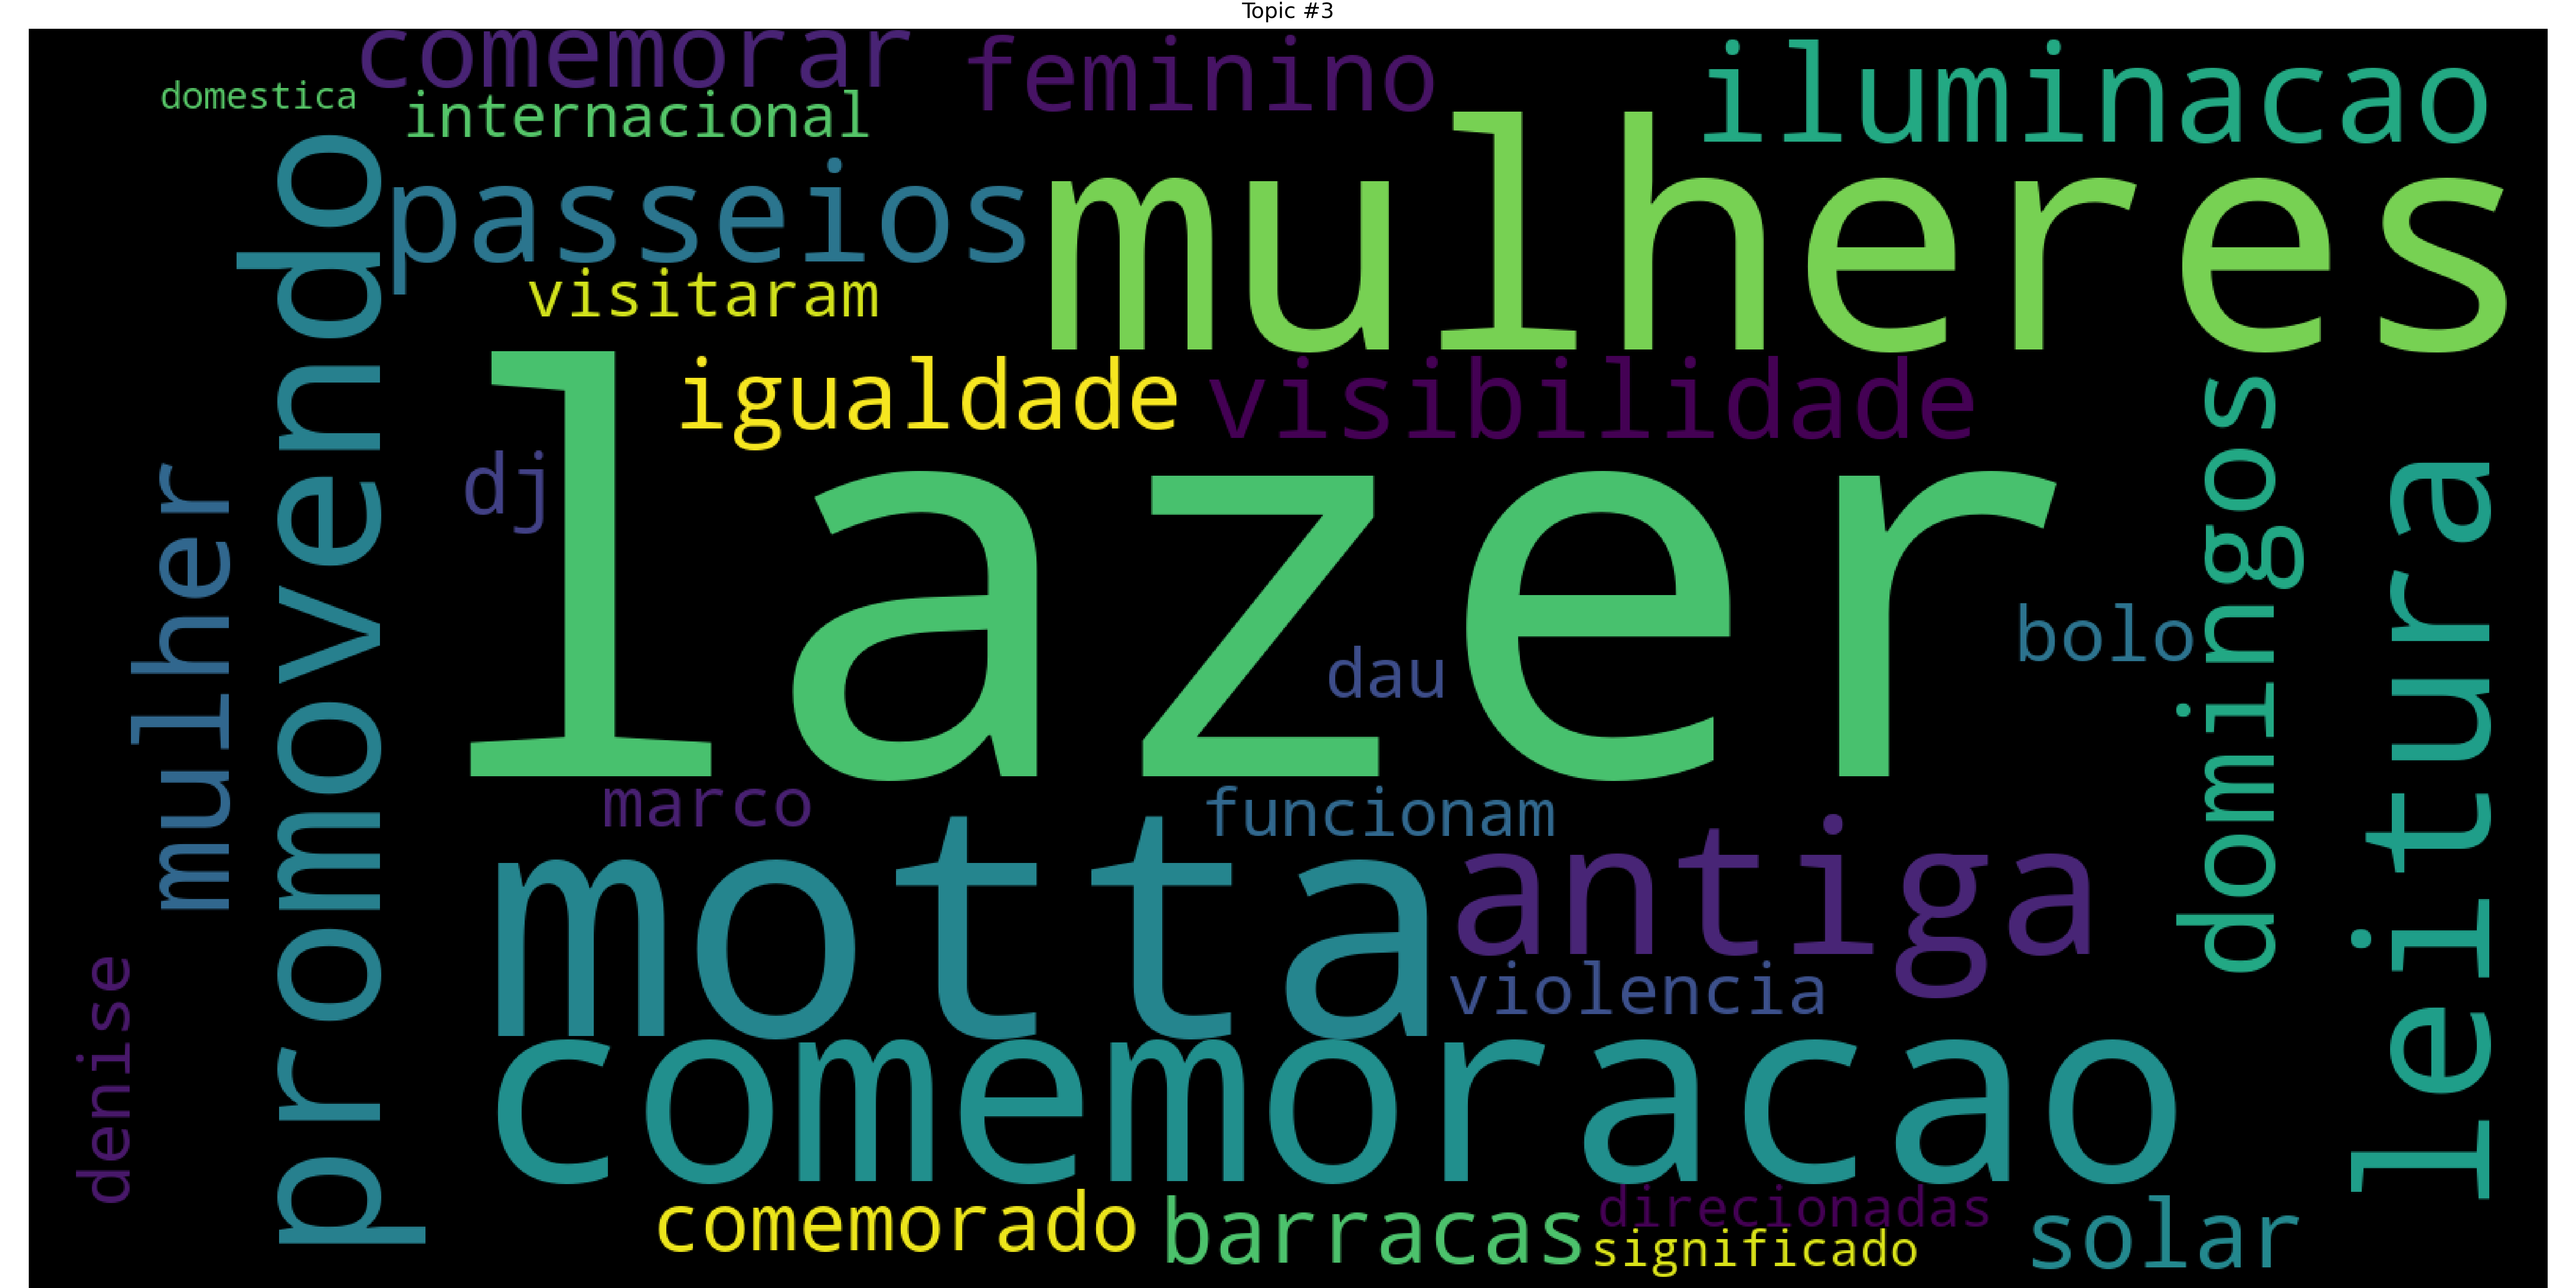 Topic #3
comemorar
feminino
iluminacao
domestica
internacional
passeios
mulheres
visitaram
promovendo
igualdade
visibilidade
domingos
leitura
mulher
dj
lazer
bolo
dau
marco
funcionam
motta
antiga
violencia
denise
comemoracao
comemorado
barracas
direcionadas
significado
solar